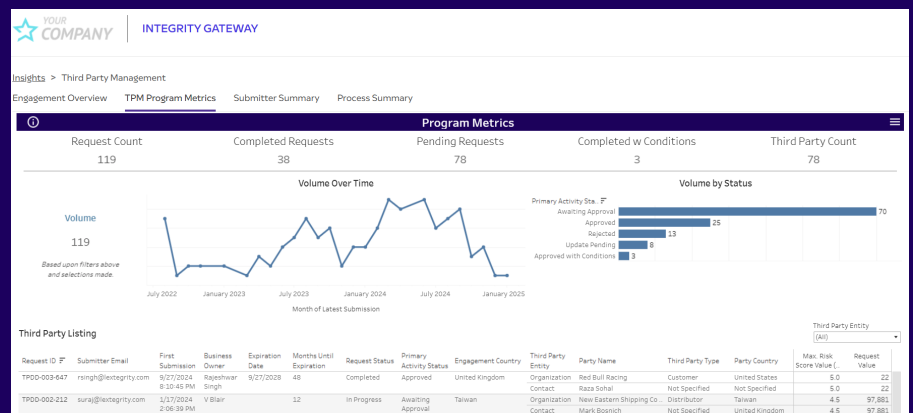 YOUR
COMPANY
INTEGRITY GATEWAY
Insights > Third Party Management
Engagement Overview TPM Program Metrics Submitter Summary Process Summary
Program Metrics
Request Count Completed Requests Pending Requests Completed w Conditions Third Party Count
119 38 78 3 78
Volume Over Time
Volume by Status
Volume
119
Based upon filters above
and selections made.
July 2022 January 2023 July 2023 January 2024 July 2024 January 2025
Month of Latest Submission
Primary Activity Sta..
Awaiting Approval 70
Approved 25
Rejected 13
Update Pending 8
Approved with Conditions 3
Third Party Listing
Third Party Entity
(All)
Request ID Submitter Email First Submission Business Owner Expiration Date Months Until Expiration Request Status Primary Activity Status Engagement Country Third Party Entity Party Name Third Party Type Party Country Max. Risk Score Value (.. Request Value
TPDD-003-647 rsingh@lextegrity.com 9/27/2024 8:10:45 PM Rajeshwar Singh 9/27/2028 48 Completed Approved United Kingdom Organization Red Bull Racing Customer United States 5.0 22
Contact Raza Sohal Not Specified Not Specified 5.0 22
TPDD-002-212 suraj@lextegrity.com 1/17/2024 2:06:39 PM V Blair 12 In Progress Awaiting Approval Taiwan Organization New Eastern Shipping Co... Distributor Taiwan 4.5 97,881
Contact Mark Bosnich Not Specified United Kingdom 4.5 97,881